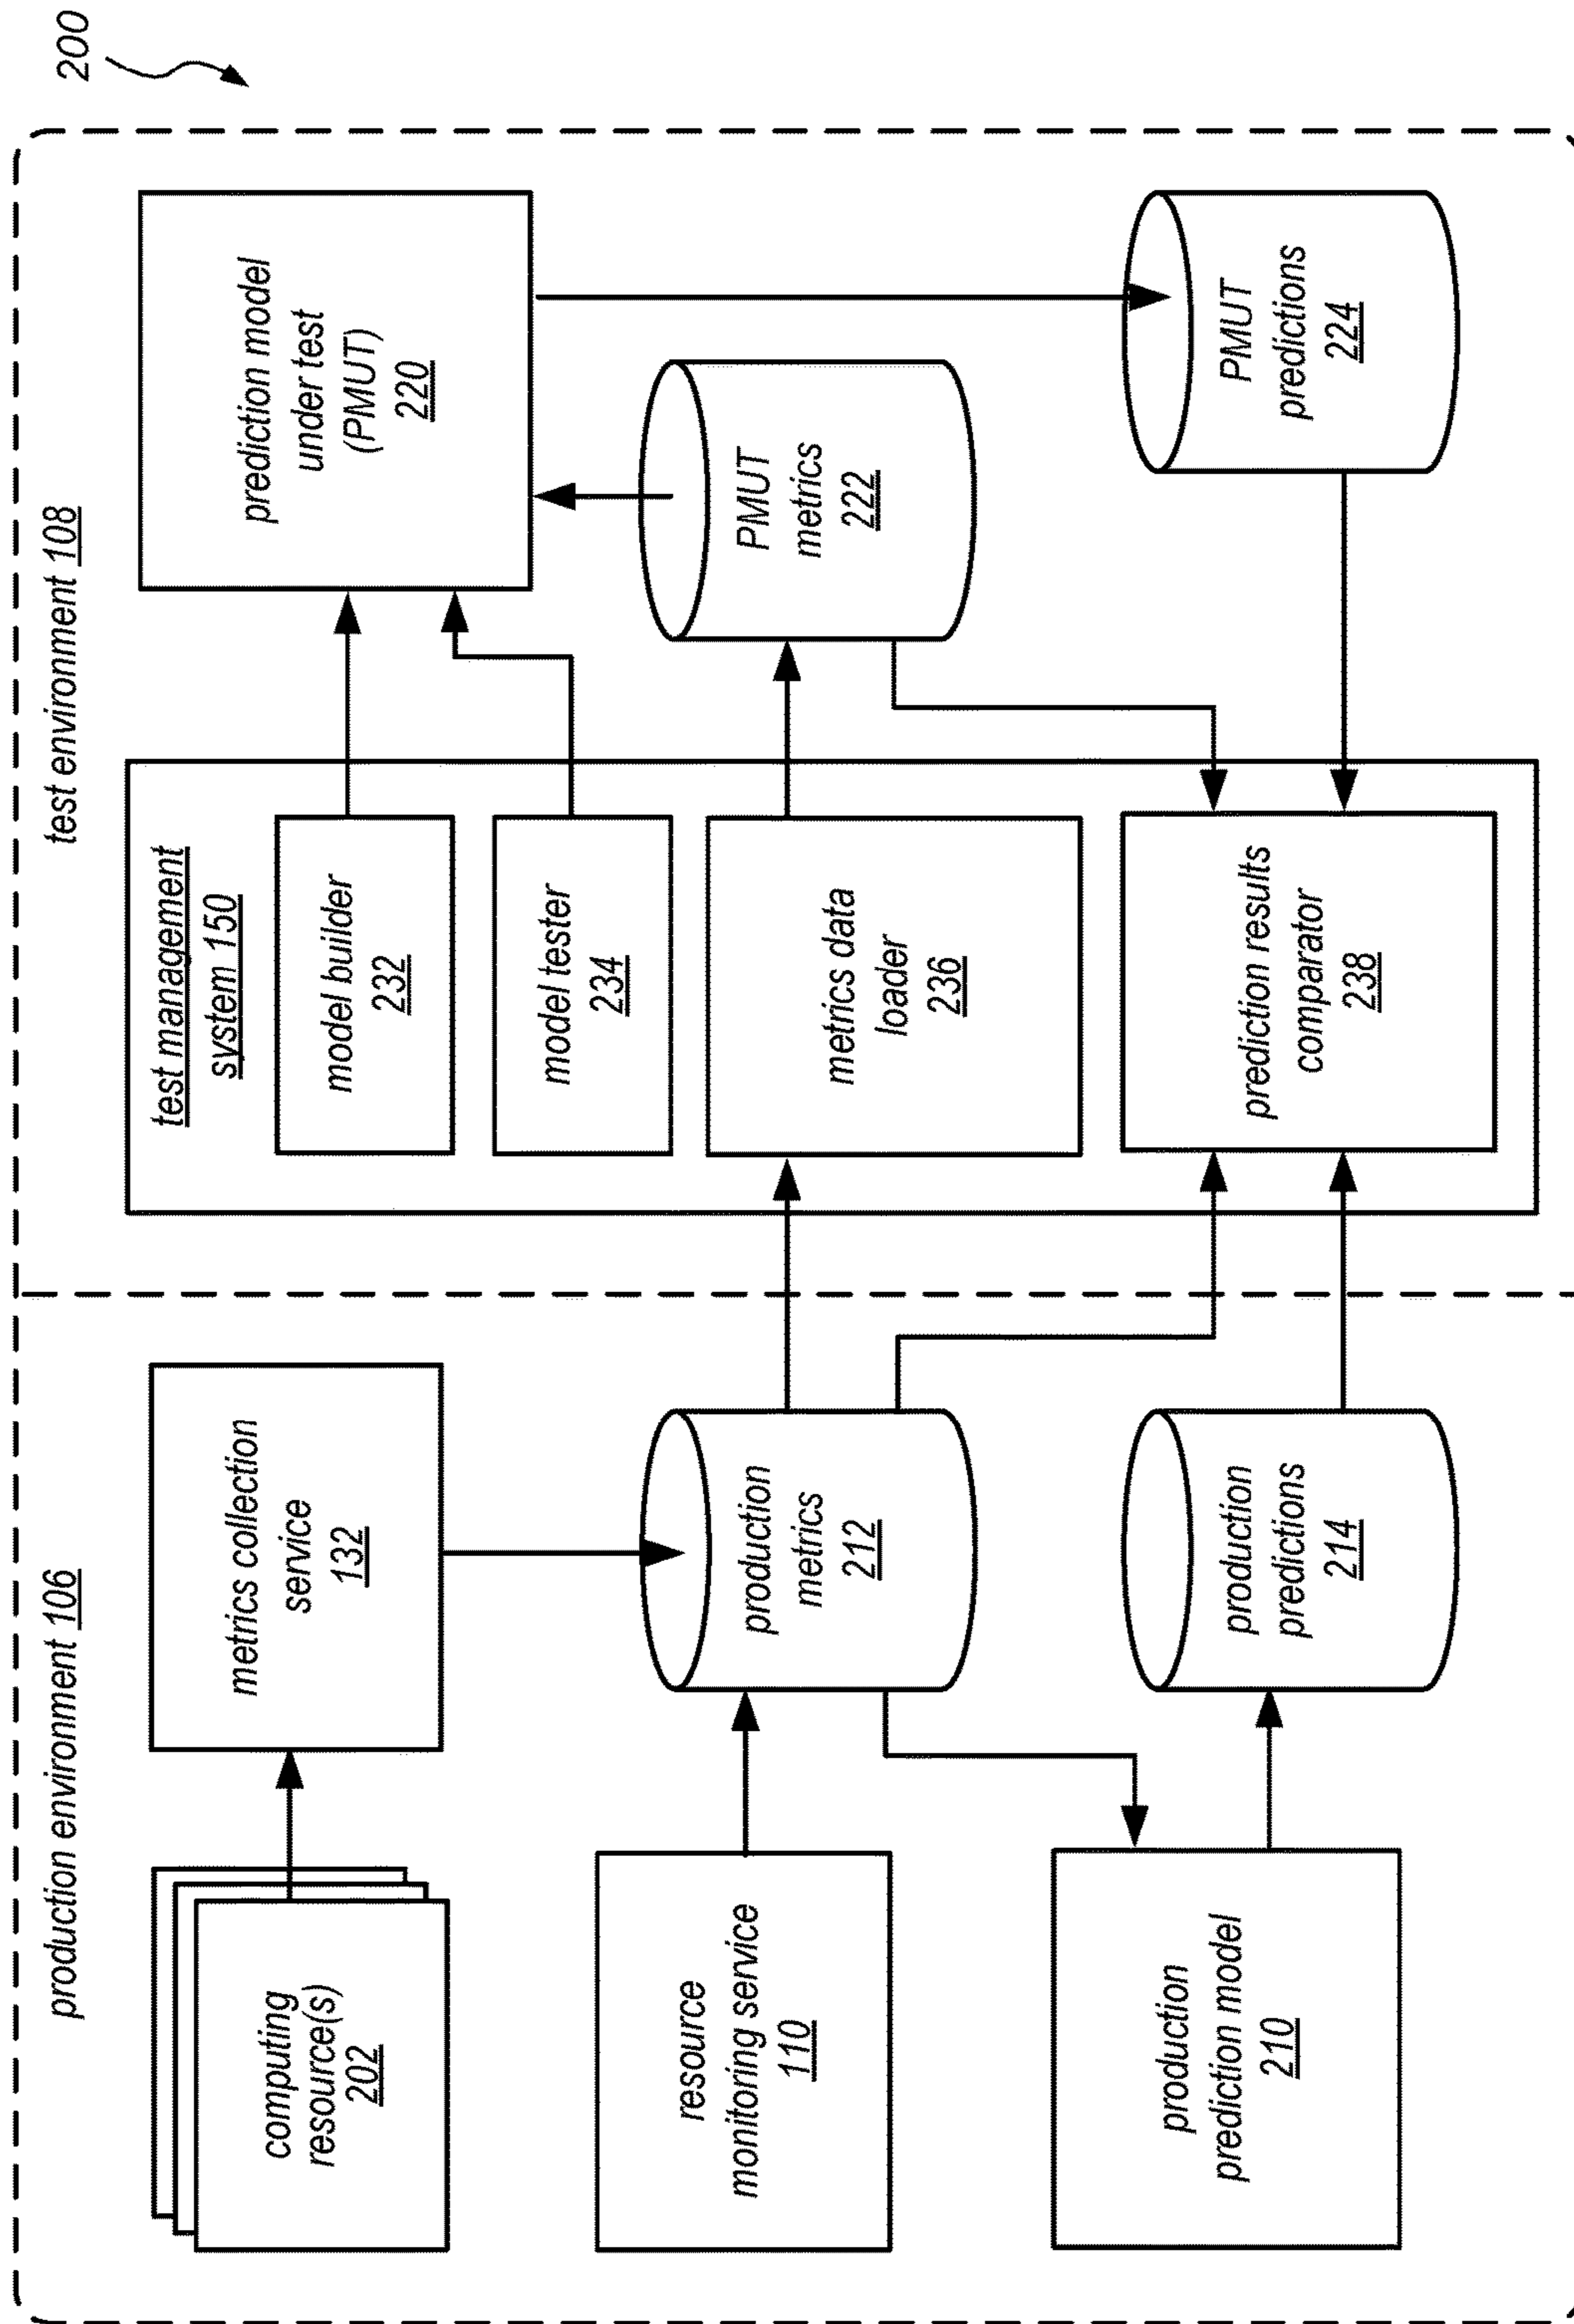 200
production environment 106
test environment 108
computing
resource(s)
202
metrics collection
service
132
resource
monitoring service
110
production
metrics
212
production
prediction model
210
production
predictions
214
test management
system 150
model builder
232
model tester
234
metrics data
loader
236
prediction results
comparator
238
prediction model
under test
(PMUT)
220
PMUT
metrics
222
PMUT
predictions
224